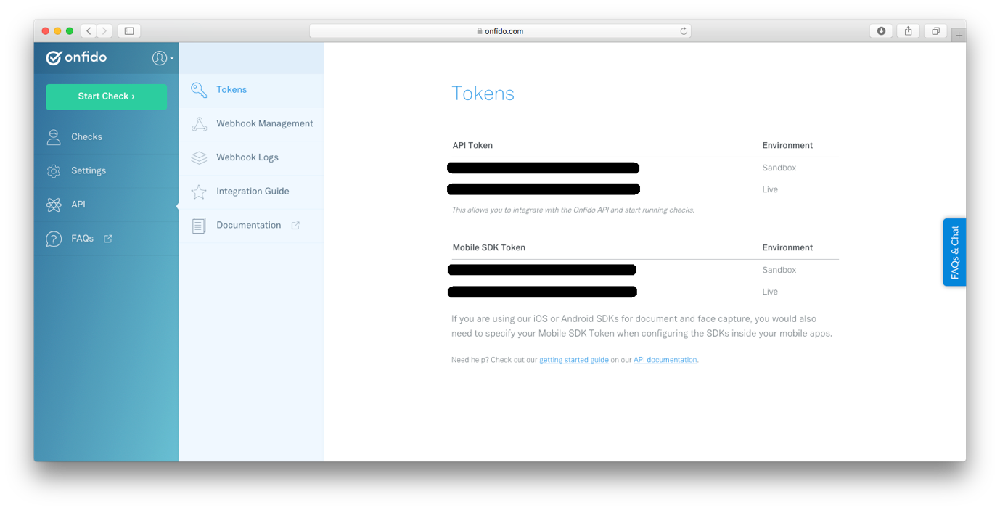 onfido.com
onfido
Start Check ›
Checks
Settings
API
FAQs
Tokens
Webhook Management
Webhook Logs
Integration Guide
Documentation
Tokens
API Token Environment
Sandbox
Live
This allows you to integrate with the Onfido API and start running checks.
Mobile SDK Token Environment
Sandbox
Live
If you are using our iOS or Android SDKs for document and face capture, you would also
need to specify your Mobile SDK Token when configuring the SDKs inside your mobile apps.
Need help? Check out our getting started guide on our API documentation.
FAQs & Chat